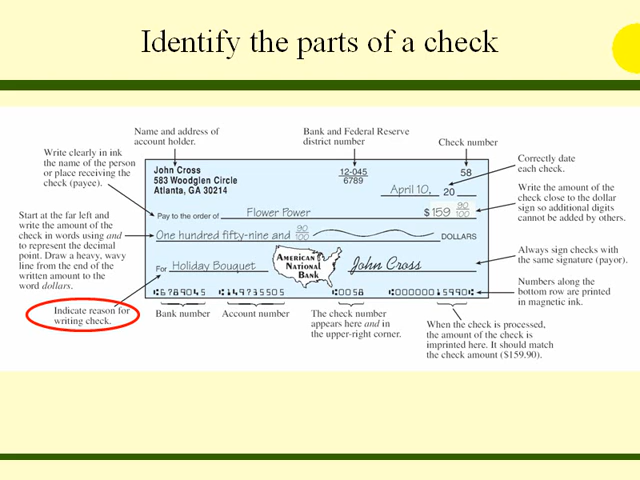 Identify the parts of a check
Name and address of
account holder.
Bank and Federal Reserve
district number
Check number
Write clearly in ink
the name of the person
or place receiving the
check (payee).
Start at the far left and
write the amount of the
check in words using and
to represent the decimal
point. Draw a heavy, wavy
line from the end of the
written amount to the
word dollars.
Indicate reason for
writing check.
John Cross
583 Woodglen Circle
Atlanta, GA 30214
12-045
6789
58
April 10, 20
Pay to the order of Flower Power $ 159 90/100
One hundred fifty-nine and 90/100 DOLLARS
AMERICAN
NATIONAL
BANK
For Holiday Bouquet John Cross
⑆6789045 ⑆149735505 ⑆0058 ⑆000000015990⑆
Correctly date
each check.
Write the amount of the
check close to the dollar
sign so additional digits
cannot be added by others.
Always sign checks with
the same signature (payor).
Numbers along the
bottom row are printed
in magnetic ink.
Bank number
Account number
The check number
appears here and in
the upper-right corner.
When the check is processed,
the amount of the check is
imprinted here. It should match
the check amount ($159.90).